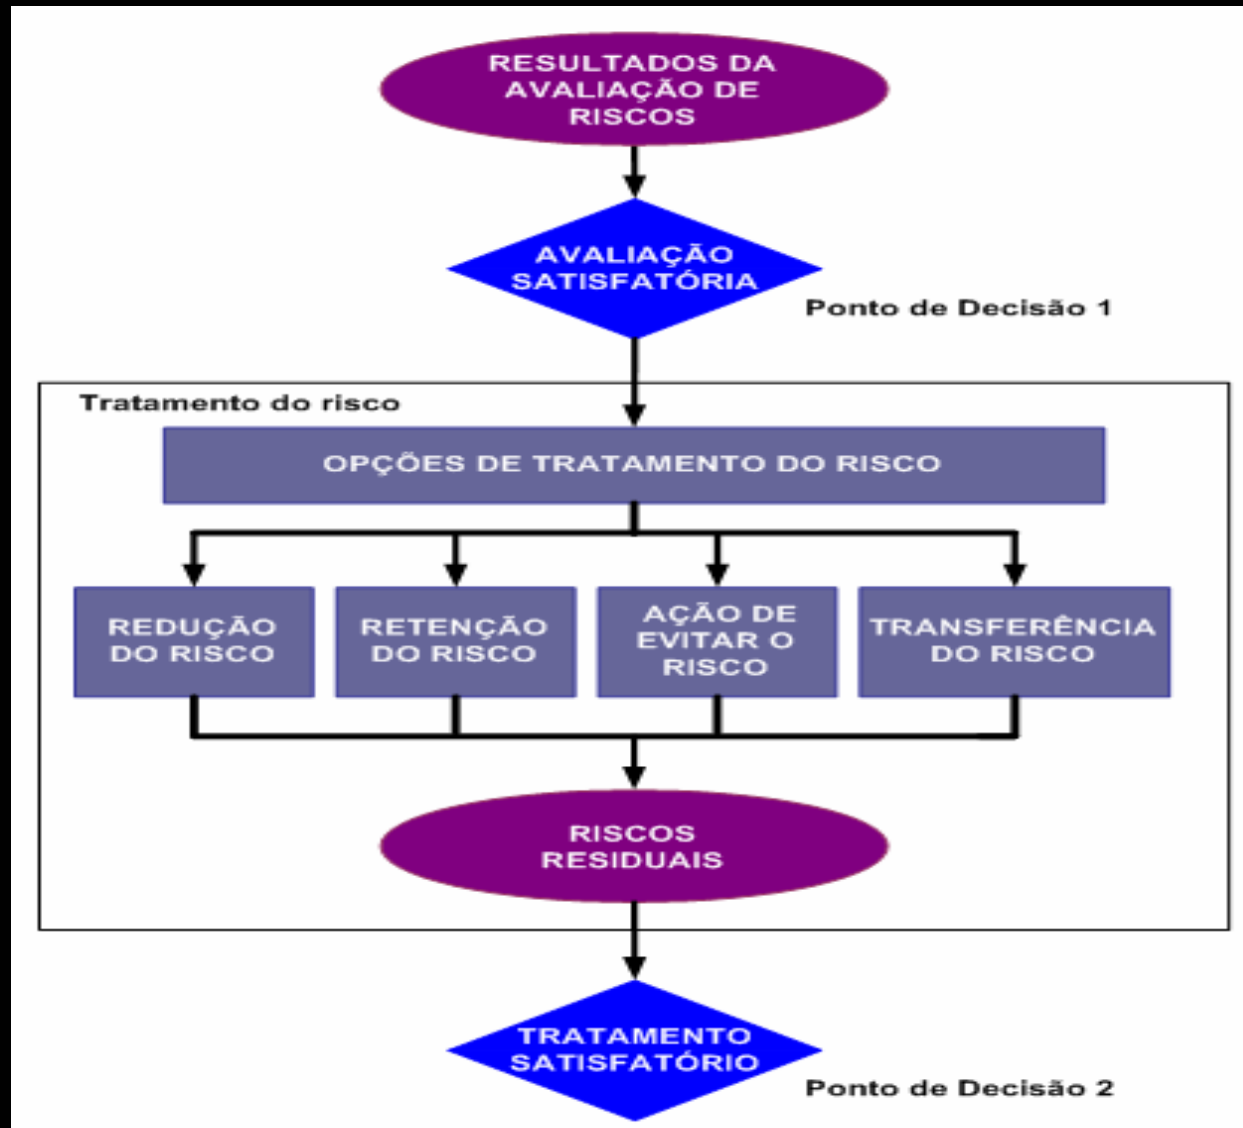 RESULTADOS DA
AVALIAÇÃO DE
RISCOS
AVALIAÇÃO
SATISFATÓRIA
Ponto de Decisão 1
Tratamento do risco
OPÇÕES DE TRATAMENTO DO RISCO
REDUÇÃO
DO RISCO
RETENÇÃO
DO RISCO
AÇÃO DE
EVITAR O
RISCO
TRANSFERÊNCIA
DO RISCO
RISCOS
RESIDUAIS
TRATAMENTO
SATISFATÓRIO
Ponto de Decisão 2